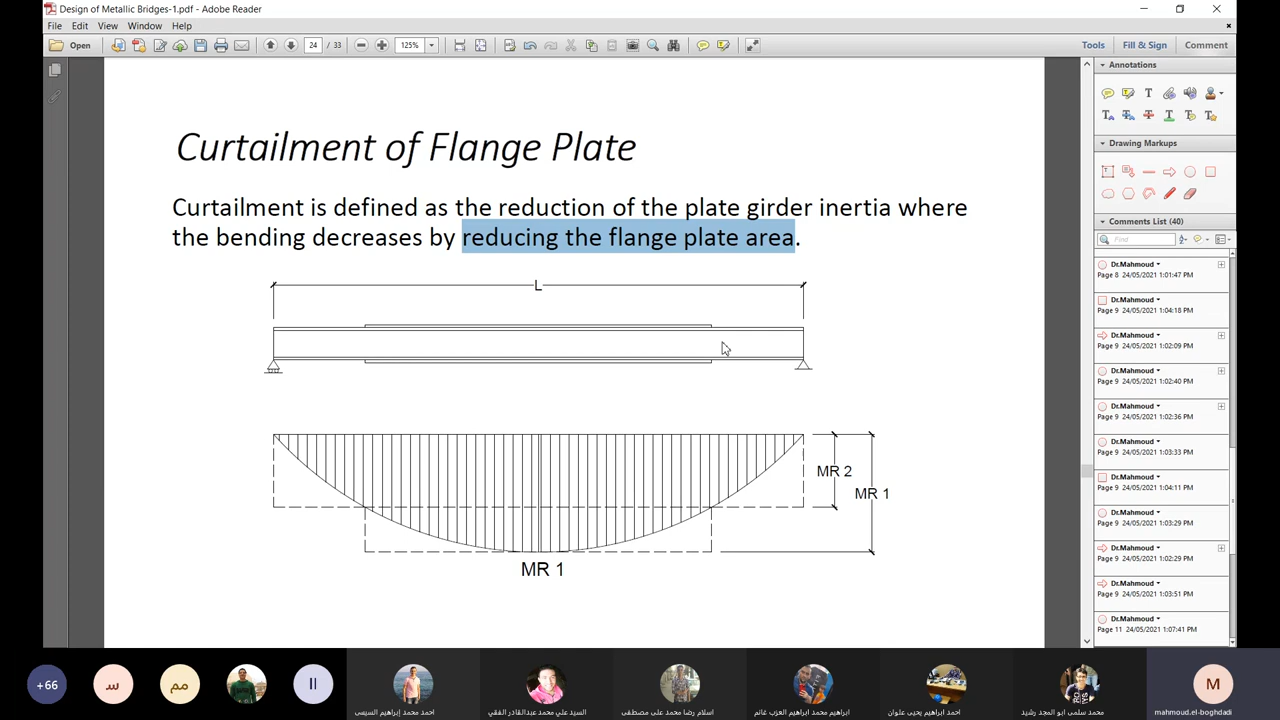 Design of Metallic Bridges-1.pdf - Adobe Reader
File Edit View Window Help
Open 24 / 33 125% Tools Fill & Sign Comment
Annotations
Drawing Markups
Comments List (40)
Find
Dr.Mahmoud
Page 8 24/05/2021 1:01:47 PM
Dr.Mahmoud
Page 9 24/05/2021 1:04:18 PM
Dr.Mahmoud
Page 9 24/05/2021 1:02:09 PM
Dr.Mahmoud
Page 9 24/05/2021 1:02:40 PM
Dr.Mahmoud
Page 9 24/05/2021 1:02:36 PM
Dr.Mahmoud
Page 9 24/05/2021 1:03:33 PM
Dr.Mahmoud
Page 9 24/05/2021 1:04:11 PM
Dr.Mahmoud
Page 9 24/05/2021 1:03:29 PM
Dr.Mahmoud
Page 9 24/05/2021 1:02:29 PM
Dr.Mahmoud
Page 9 24/05/2021 1:03:51 PM
Dr.Mahmoud
Page 11 24/05/2021 1:07:41 PM
Curtailment of Flange Plate
Curtailment is defined as the reduction of the plate girder inertia where
the bending decreases by reducing the flange plate area.
L
MR 2
MR 1
MR 1
+66
س
مم
II
M
احمد محمد إبراهيم السيسى
السيد علي محمد عبدالقادر الفقي
اسلام رضا محمد على مصطفى
ابراهيم محمد ابراهيم العزب غانم
احمد ابراهيم يحيى علوان
محمد سلمى ابو المجد رشيد
mahmoud.el-boghdadi